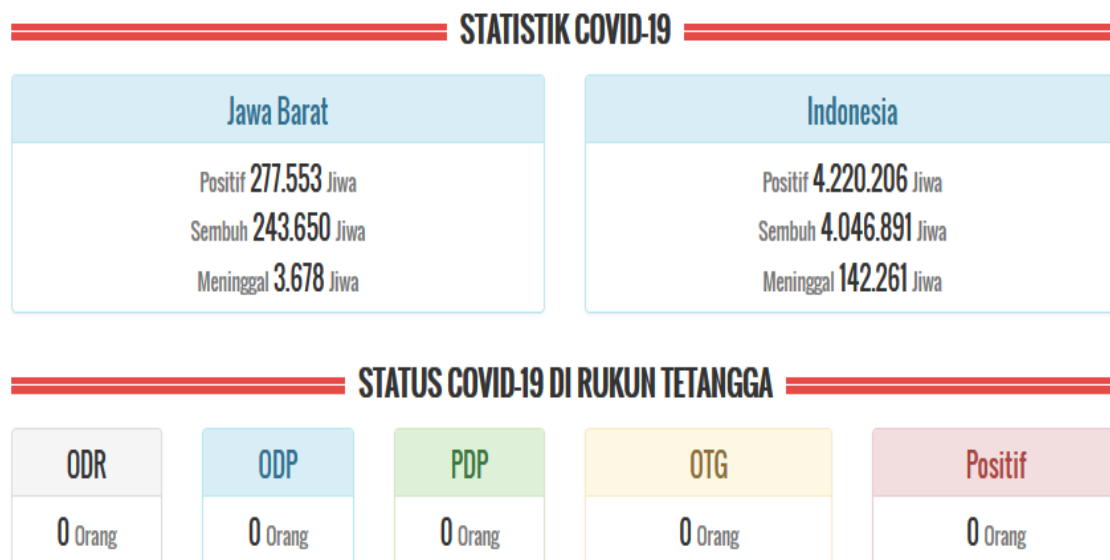 STATISTIK COVID-19
Jawa Barat
Positif 277.553 Jiwa
Sembuh 243.650 Jiwa
Meninggal 3.678 Jiwa
Indonesia
Positif 4.220.206 Jiwa
Sembuh 4.046.891 Jiwa
Meninggal 142.261 Jiwa
STATUS COVID-19 DI RUKUN TETANGGA
ODR
0 Orang
ODP
0 Orang
PDP
0 Orang
OTG
0 Orang
Positif
0 Orang